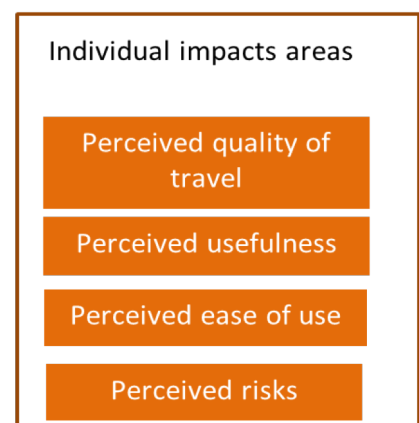 Individual impacts areas
Perceived quality of
travel
Perceived usefulness
Perceived ease of use
Perceived risks